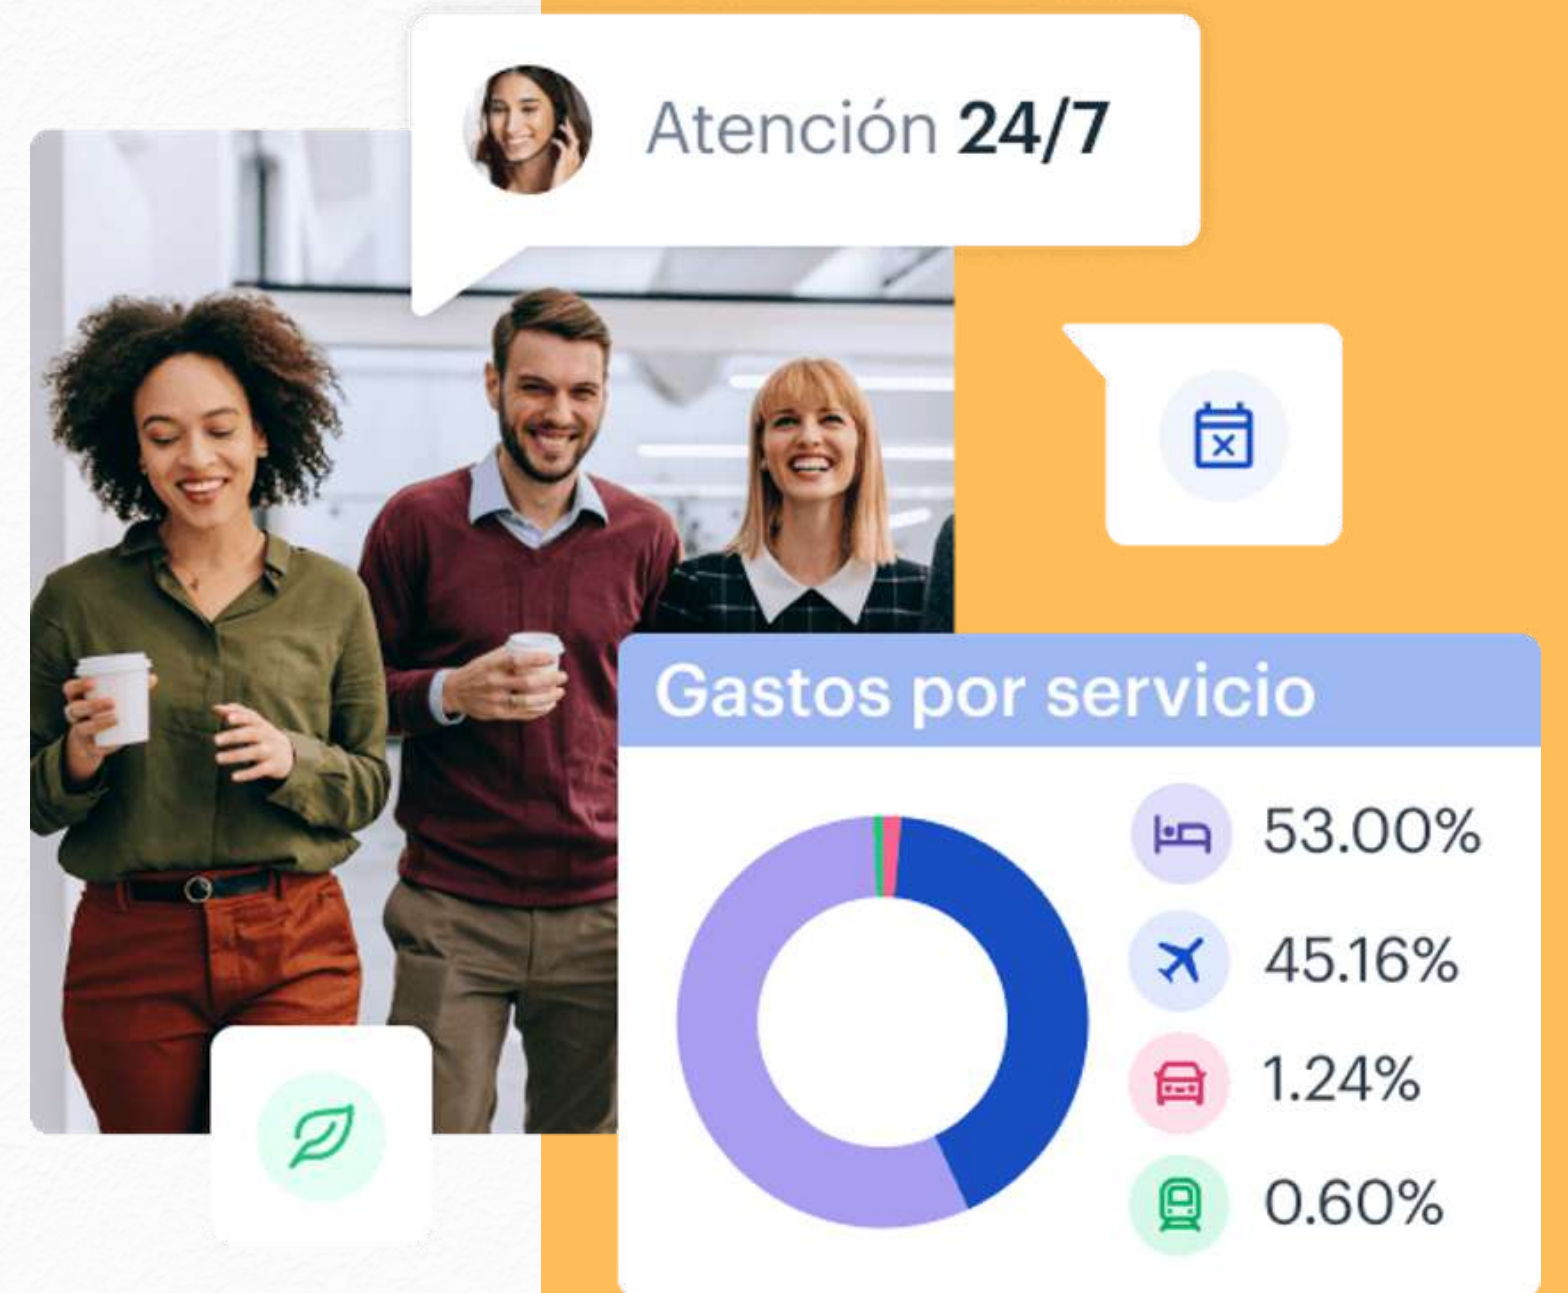 Atención 24/7
Gastos por servicio
53.00%
45.16%
1.24%
0.60%